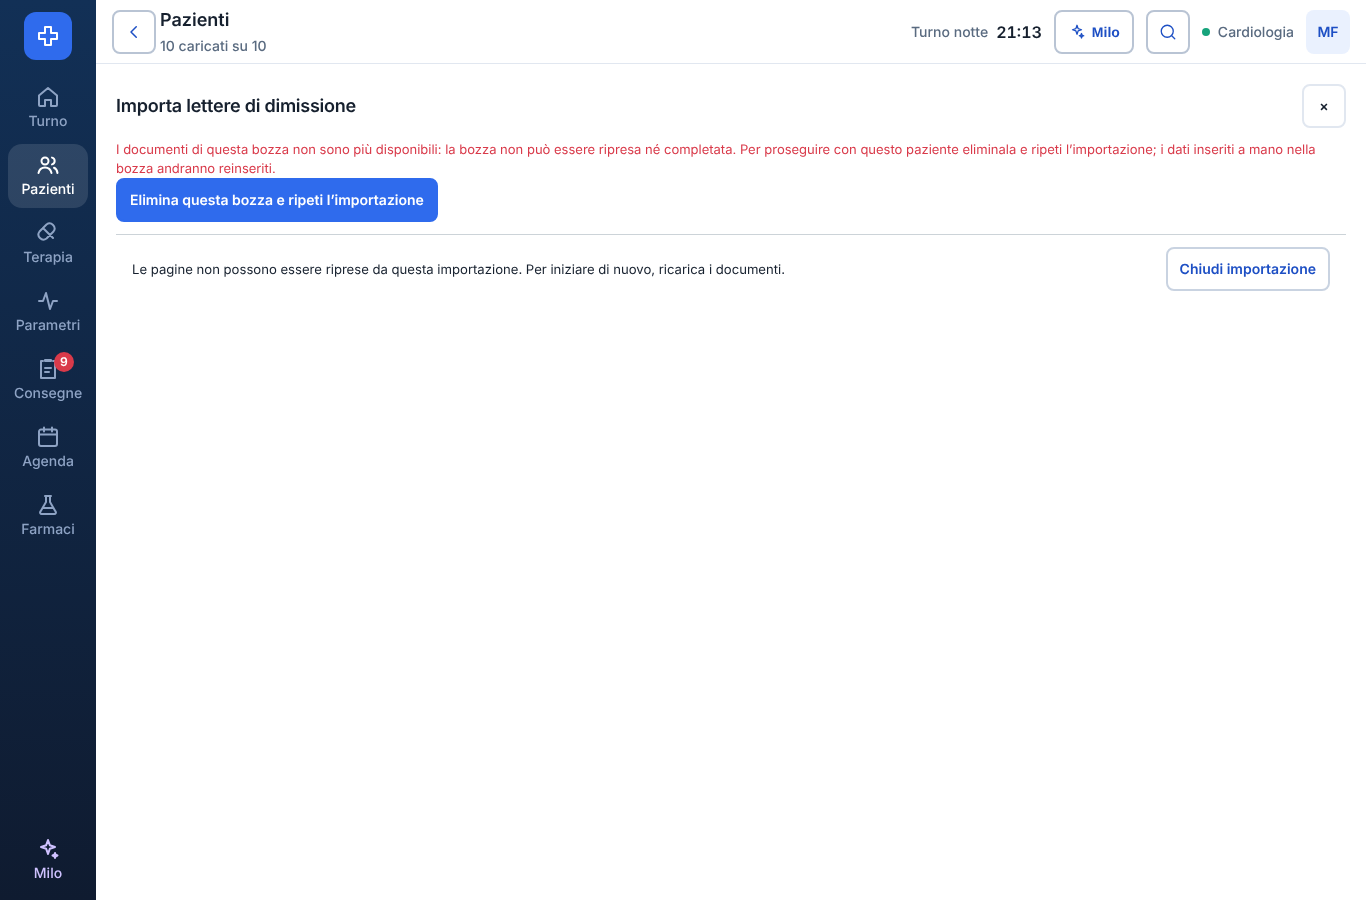 Pazienti
10 caricati su 10
Turno notte 21:13
Milo
Cardiologia
MF
Turno
Pazienti
Terapia
Parametri
9
Consegne
Agenda
Farmaci
Milo
Importa lettere di dimissione
×
I documenti di questa bozza non sono più disponibili: la bozza non può essere ripresa né completata. Per proseguire con questo paziente eliminala e ripeti l’importazione; i dati inseriti a mano nella
bozza andranno reinseriti.
Elimina questa bozza e ripeti l’importazione
Le pagine non possono essere riprese da questa importazione. Per iniziare di nuovo, ricarica i documenti.
Chiudi importazione